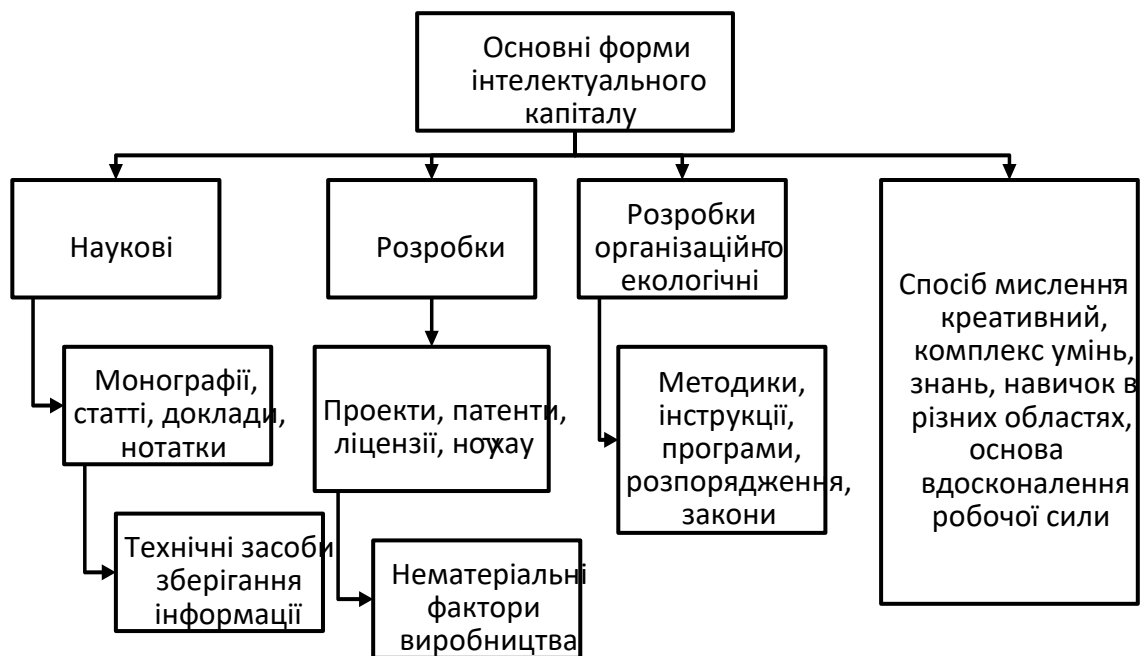 Основні форми
інтелектуального
капіталу
Наукові
Розробки
Розробки
організаційно-
екологічні
Спосіб мислення -
креативний,
комплекс умінь,
знань, навичок в
різних областях,
основа
вдосконалення
робочої сили
Монографії,
статті, доклади,
нотатки
Проекти, патенти,
ліцензії, ноу-хау
Методики,
інструкції,
програми,
розпорядження,
закони
Технічні засоби
зберігання
інформації
Нематеріальні
фактори
виробництва